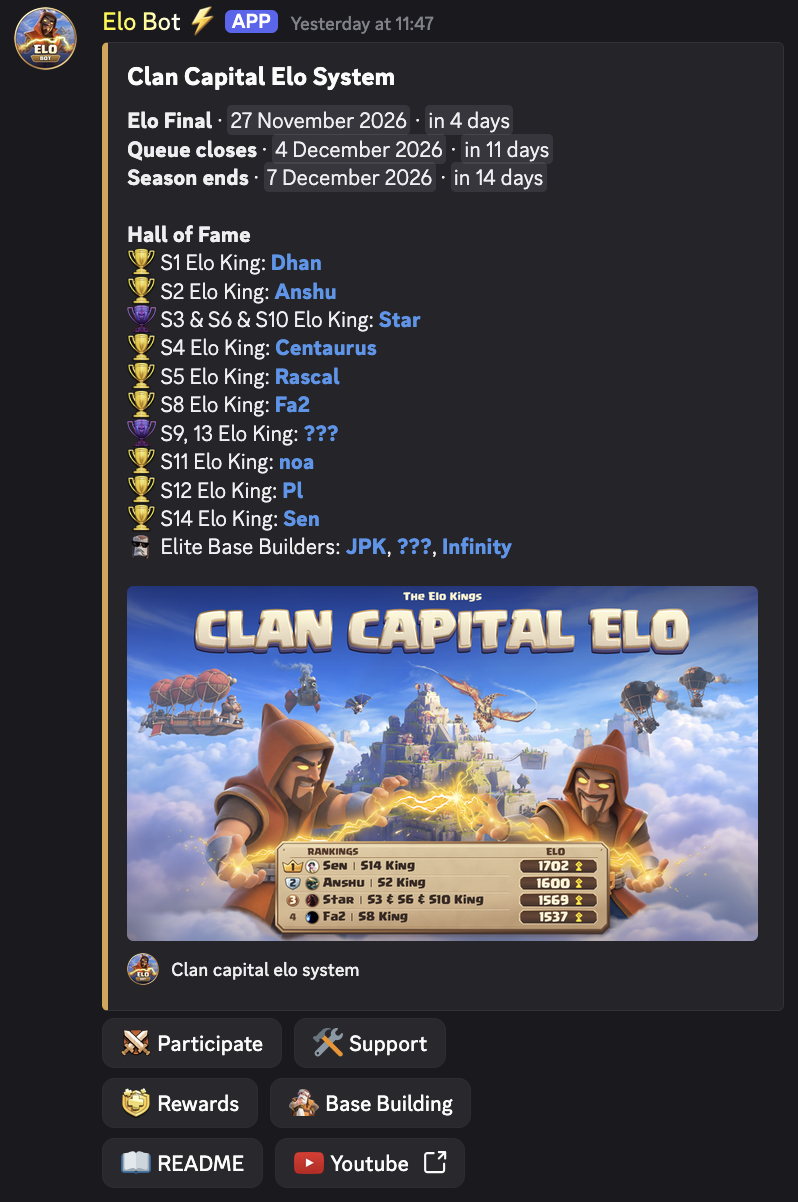 Elo Bot ⚡ APP Yesterday at 11:47
Clan Capital Elo System
Elo Final · 27 November 2026 · in 4 days
Queue closes · 4 December 2026 · in 11 days
Season ends · 7 December 2026 · in 14 days
Hall of Fame
S1 Elo King: Dhan
S2 Elo King: Anshu
S3 & S6 & S10 Elo King: Star
S4 Elo King: Centaurus
S5 Elo King: Rascal
S8 Elo King: Fa2
S9, 13 Elo King: ???
S11 Elo King: noa
S12 Elo King: Pl
S14 Elo King: Sen
Elite Base Builders: JPK, ???, Infinity
The Elo Kings
CLAN CAPITAL ELO
RANKINGS ELO
Sen | S14 King 1702
2 Anshu | S2 King 1600
3 Star | S3 & S6 & S10 King 1569
4 Fa2 | S8 King 1537
Clan capital elo system
Participate
Support
Rewards
Base Building
README
Youtube
ELO
BOT